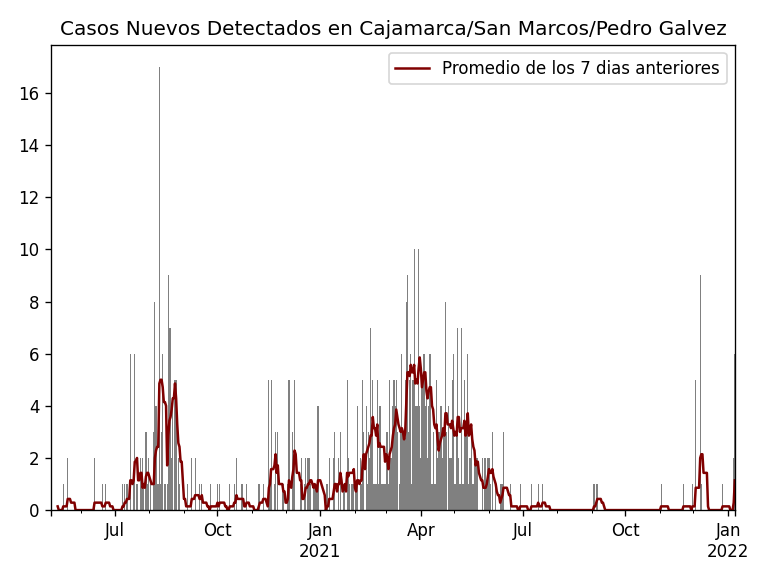 Casos Nuevos Detectados en Cajamarca/San Marcos/Pedro Galvez
Promedio de los 7 dias anteriores
16
14
12
10
8
6
4
2
0
Jul
Oct
Jan
2021
Apr
Jul
Oct
Jan
2022